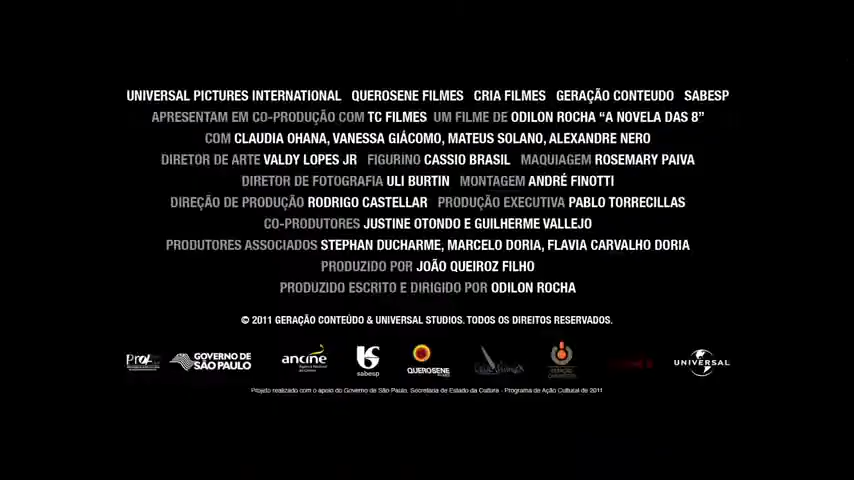 UNIVERSAL PICTURES INTERNATIONAL QUEROSENE FILMES CRIA FILMES GERAÇÃO CONTEUDO SABESP
APRESENTAM EM CO-PRODUÇÃO COM TC FILMES UM FILME DE ODILON ROCHA “A NOVELA DAS 8”
COM CLAUDIA OHANA, VANESSA GIÁCOMO, MATEUS SOLANO, ALEXANDRE NERO
DIRETOR DE ARTE VALDY LOPES JR FIGURINO CASSIO BRASIL MAQUIAGEM ROSEMARY PAIVA
DIRETOR DE FOTOGRAFIA ULI BURTIN MONTAGEM ANDRÉ FINOTTI
DIREÇÃO DE PRODUÇÃO RODRIGO CASTELLAR PRODUÇÃO EXECUTIVA PABLO TORRECILLAS
CO-PRODUTORES JUSTINE OTONDO E GUILHERME VALLEJO
PRODUTORES ASSOCIADOS STEPHAN DUCHARME, MARCELO DORIA, FLAVIA CARVALHO DORIA
PRODUZIDO POR JOÃO QUEIROZ FILHO
PRODUZIDO ESCRITO E DIRIGIDO POR ODILON ROCHA
© 2011 GERAÇÃO CONTEÚDO & UNIVERSAL STUDIOS. TODOS OS DIREITOS RESERVADOS.
GOVERNO DE
SÃO PAULO
ancine
sabesp
QUEROSENE
UNIVERSAL
Projeto realizado com o apoio do Governo de São Paulo, Secretaria de Estado da Cultura - Programa de Ação Cultural de 2011